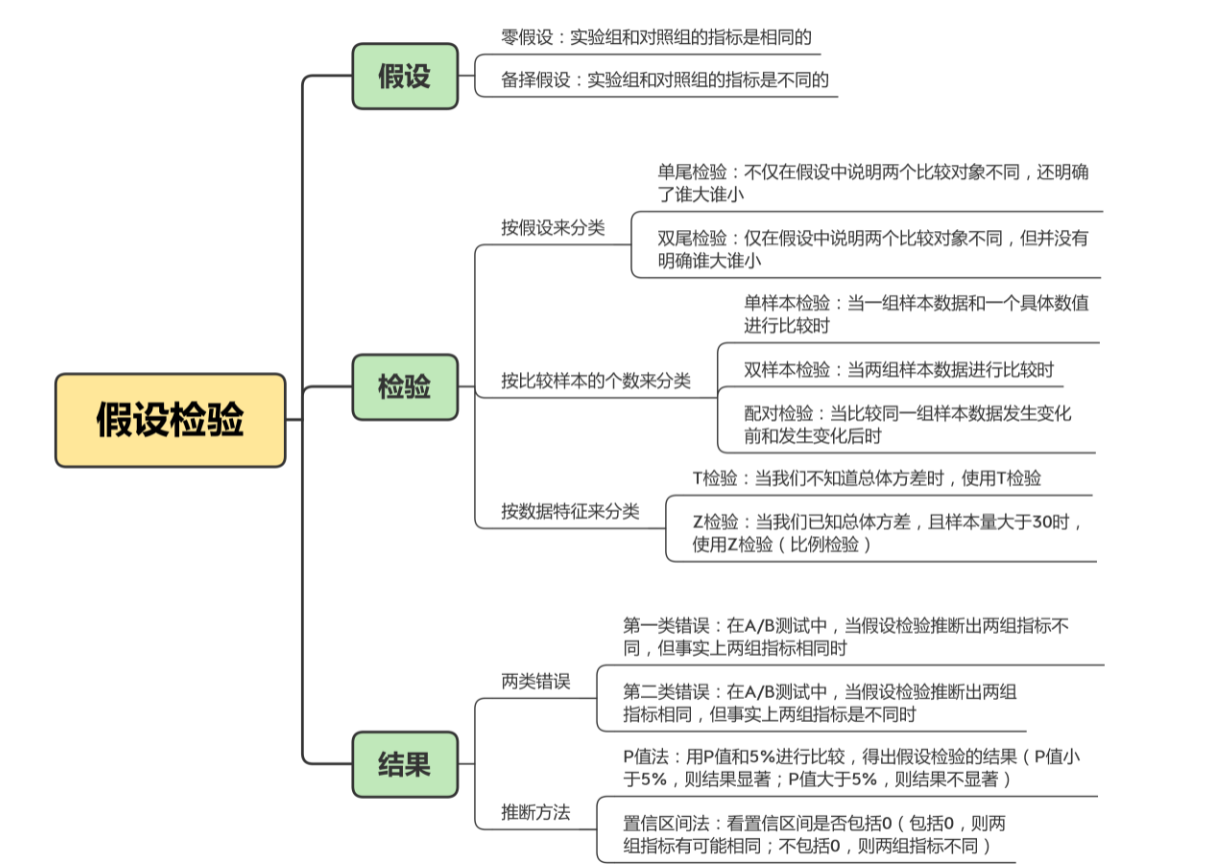 零假设：实验组和对照组的指标是相同的
假设
备择假设：实验组和对照组的指标是不同的
单尾检验：不仅在假设中说明两个比较对象不同，还明确
了谁大谁小
按假设来分类
双尾检验：仅在假设中说明两个比较对象不同，但并没有
明确谁大谁小
单样本检验：当一组样本数据和一个具体数值
进行比较时
假设检验
检验
按比较样本的个数来分类
双样本检验：当两组样本数据进行比较时
配对检验：当比较同一组样本数据发生变化
前和发生变化后时
T检验：当我们不知道总体方差时，使用T检验
按数据特征来分类
Z检验：当我们已知总体方差，且样本量大于30时，
使用Z检验（比例检验）
第一类错误：在A/B测试中，当假设检验推断出两组指标不
同，但事实上两组指标相同时
两类错误
第二类错误：在A/B测试中，当假设检验推断出两组
指标相同，但事实上两组指标是不同时
结果
P值法：用P值和5%进行比较，得出假设检验的结果（P值小
于5%，则结果显著；P值大于5%，则结果不显著）
推断方法
置信区间法：看置信区间是否包括0（包括0，则两
组指标有可能相同；不包括0，则两组指标不同）